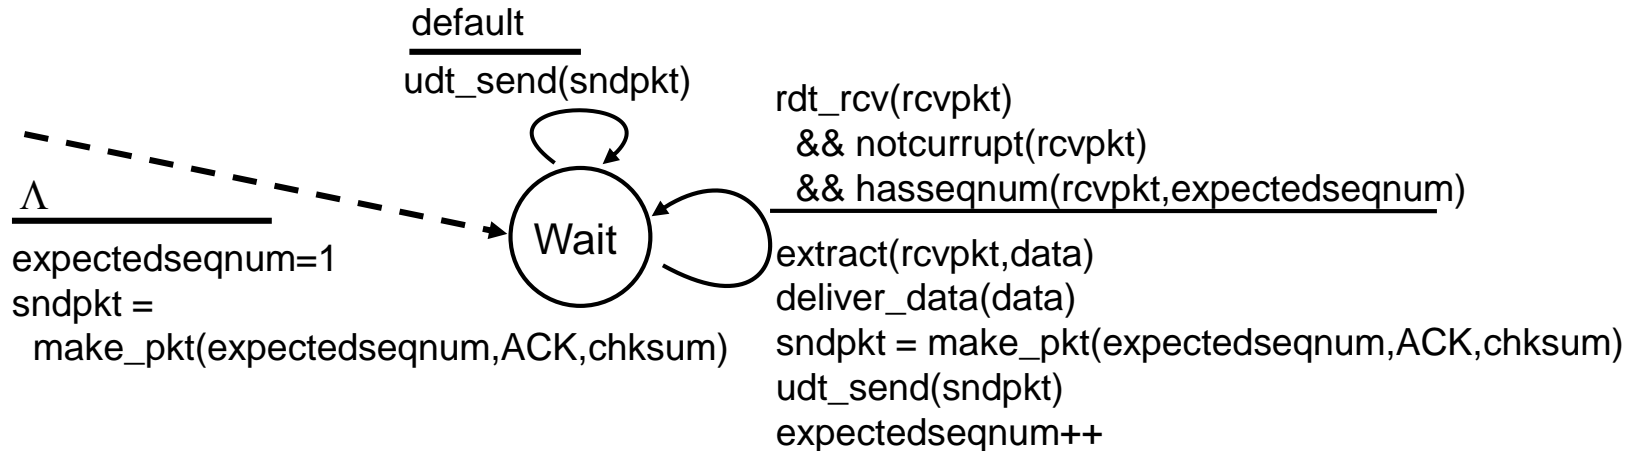 default
udt_send(sndpkt)
rdt_rcv(rcvpkt)
&& notcurrupt(rcvpkt)
&& hasseqnum(rcvpkt,expectedseqnum)
Λ
expectedseqnum=1
sndpkt =
make_pkt(expectedseqnum,ACK,chksum)
Wait
extract(rcvpkt,data)
deliver_data(data)
sndpkt = make_pkt(expectedseqnum,ACK,chksum)
udt_send(sndpkt)
expectedseqnum++